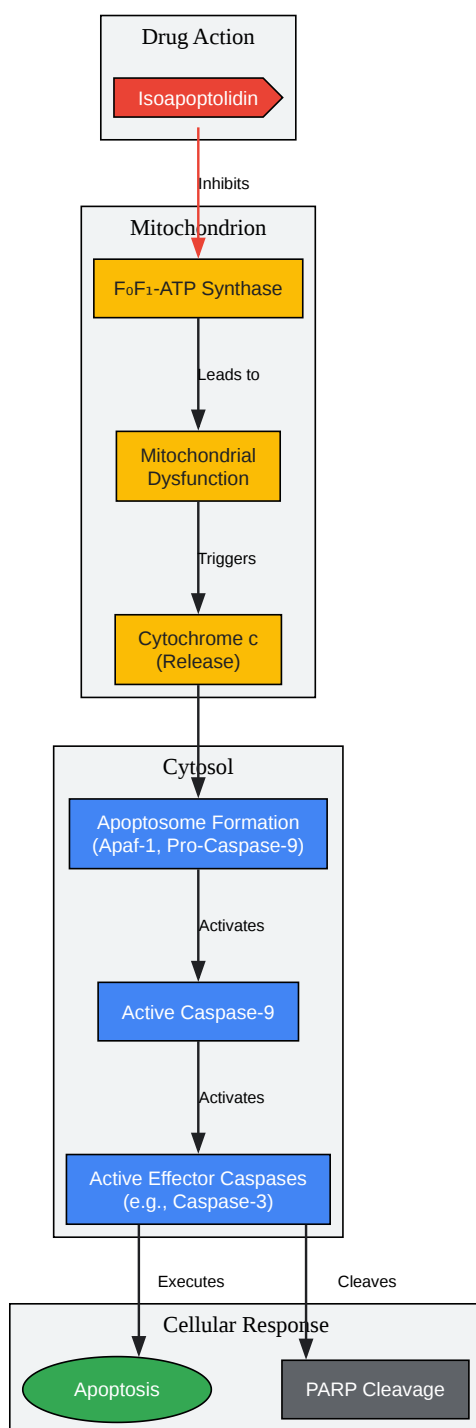 Drug Action
Isoapoptolidin
Inhibits
Mitochondrion
F₀F₁-ATP Synthase
Leads to
Mitochondrial
Dysfunction
Triggers
Cytochrome c
(Release)
Cytosol
Apoptosome Formation
(Apaf-1, Pro-Caspase-9)
Activates
Active Caspase-9
Activates
Active Effector Caspases
(e.g., Caspase-3)
Executes
Cleaves
Cellular Response
Apoptosis
PARP Cleavage